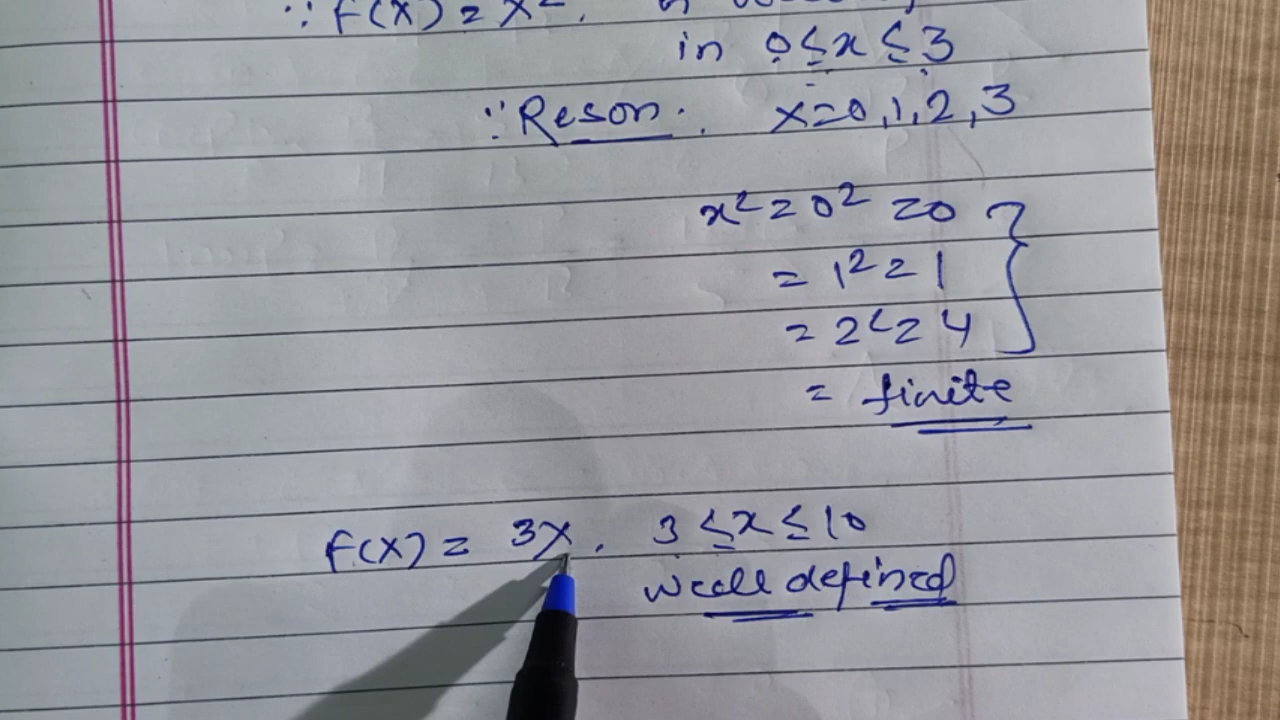 ∵ f(x) = x²,
in 0 ≤ x ≤ 3
∵ Reson. x=0,1,2,3
x² = 0² = 0
= 1² = 1
= 2² = 4
= finite
f(x) = 3x, 3 ≤ x ≤ 10
well defined